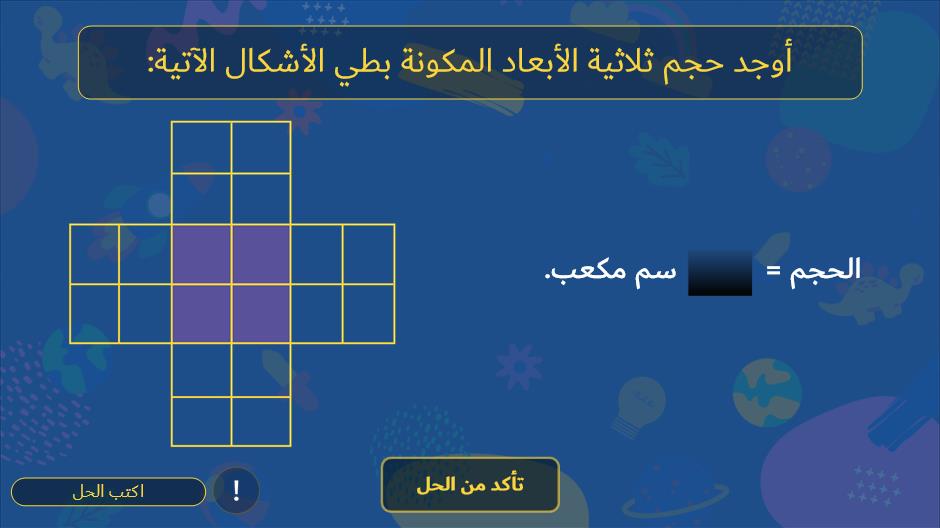 أوجد حجم ثلاثية الأبعاد المكونة بطي الأشكال الآتية:
الحجم = سم مكعب.
تأكد من الحل
!
اكتب الحل